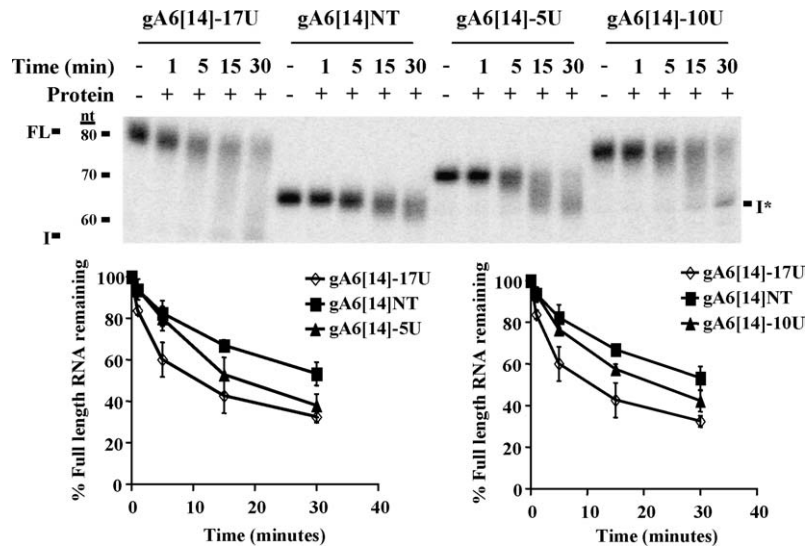 gA6[14]-17U gA6[14]NT gA6[14]-5U gA6[14]-10U
Time (min) - 1 5 15 30 - 1 5 15 30 - 1 5 15 30 - 1 5 15 30
Protein - + + + + - + + + + - + + + + - + + + +
nt
FL 80
70
60
I
I*
% Full length RNA remaining
100
80
60
40
20
0
0 10 20 30 40
Time (minutes)
gA6[14]-17U
gA6[14]NT
gA6[14]-5U
% Full length RNA remaining
100
80
60
40
20
0
0 10 20 30 40
Time (minutes)
gA6[14]-17U
gA6[14]NT
gA6[14]-10U